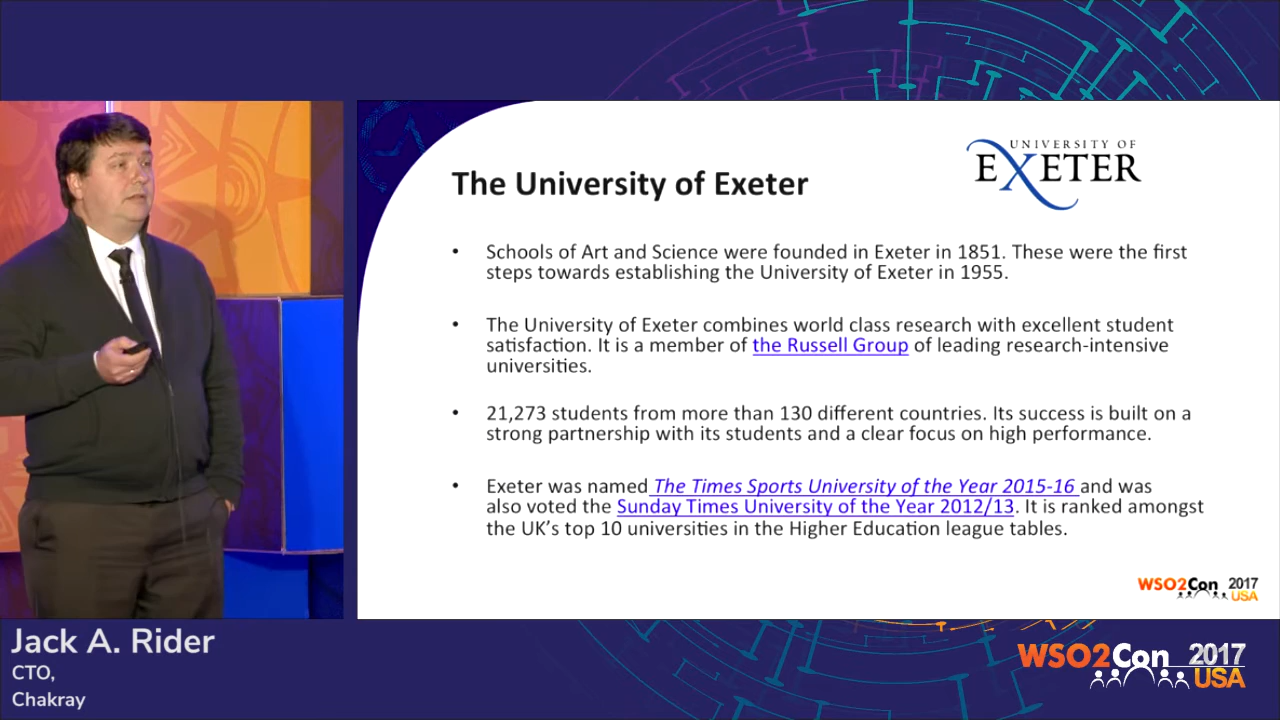 UNIVERSITY OF
EXETER
The University of Exeter
• Schools of Art and Science were founded in Exeter in 1851. These were the first
steps towards establishing the University of Exeter in 1955.
• The University of Exeter combines world class research with excellent student
satisfaction. It is a member of the Russell Group of leading research-intensive
universities.
• 21,273 students from more than 130 different countries. Its success is built on a
strong partnership with its students and a clear focus on high performance.
• Exeter was named The Times Sports University of the Year 2015-16 and was
also voted the Sunday Times University of the Year 2012/13. It is ranked amongst
the UK's top 10 universities in the Higher Education league tables.
WSO2Con 2017
USA
Jack A. Rider
CTO,
Chakray
WSO2Con 2017
USA